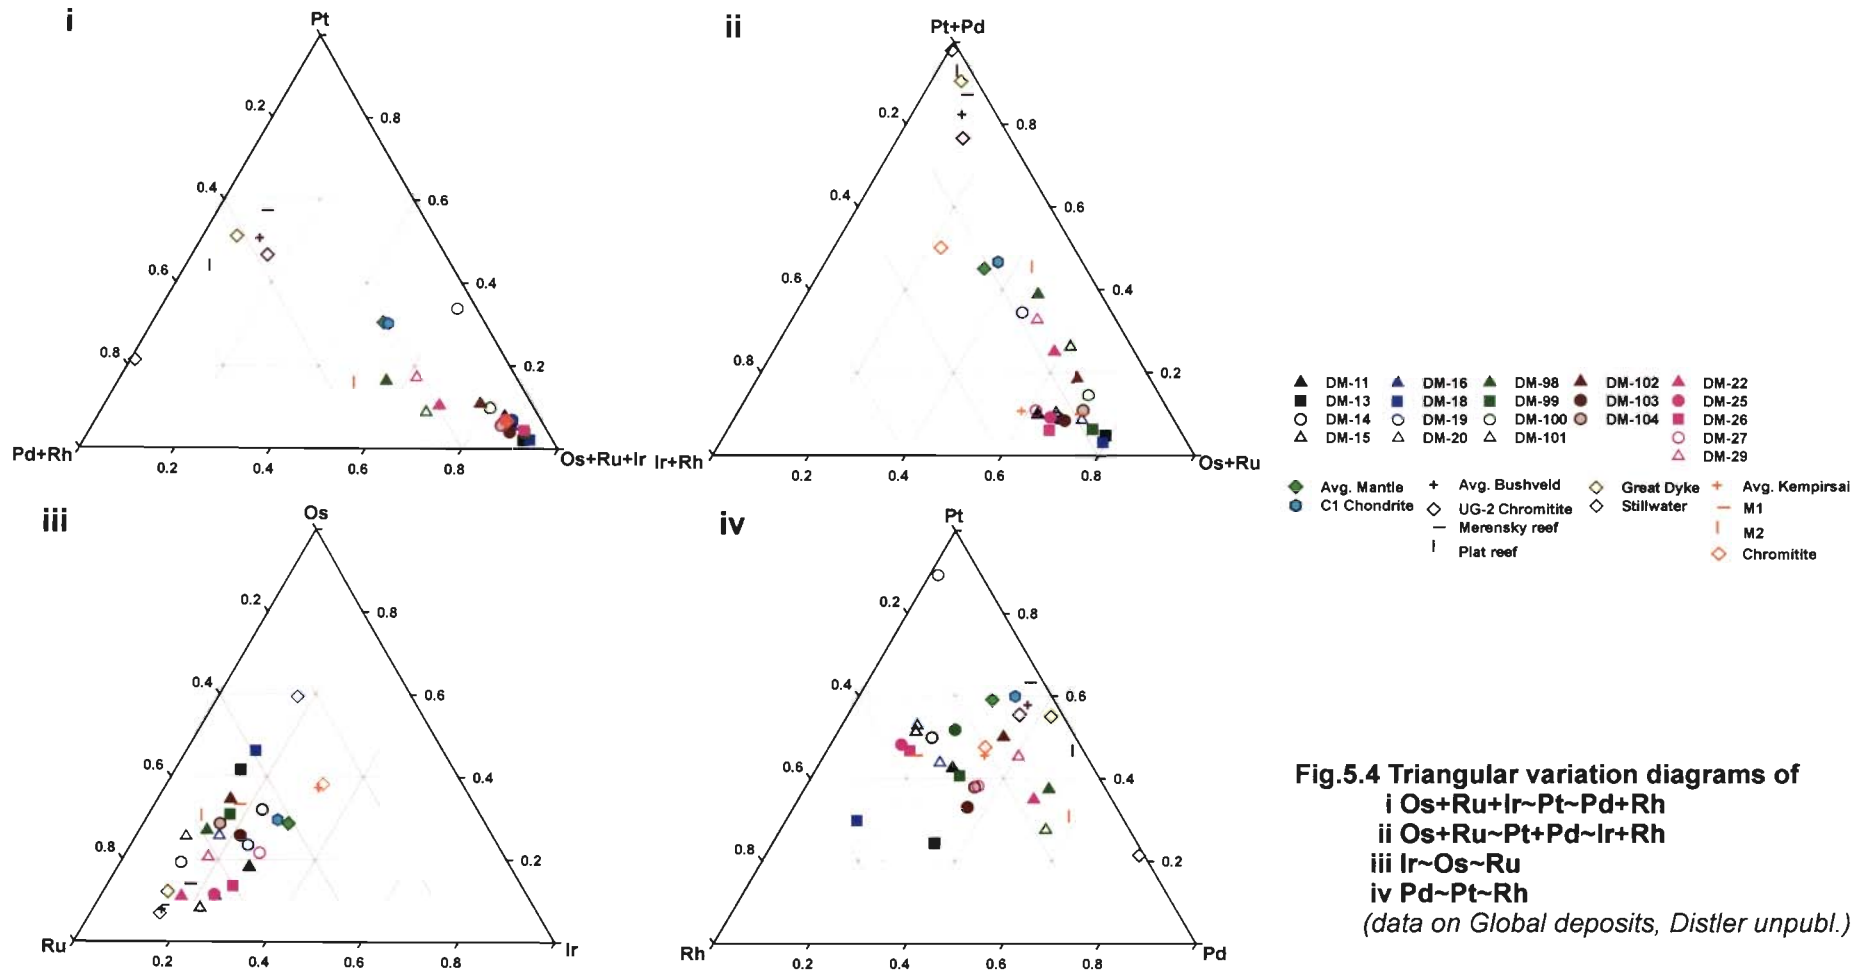 i
Pt
0.2
0.8
0.4
0.6
0.6
0.4
0.8
0.2
Pd+Rh
Os+Ru+Ir
0.2
0.4
0.6
0.8
ii
Pt+Pd
0.2
0.8
0.4
0.6
0.6
0.4
0.8
0.2
Ir+Rh
Os+Ru
0.2
0.4
0.6
0.8
DM-11 DM-16 DM-98 DM-102 DM-22
DM-13 DM-18 DM-99 DM-103 DM-25
DM-14 DM-19 DM-100 DM-104 DM-26
DM-15 DM-20 DM-101 DM-27
DM-29
Avg. Mantle Avg. Bushveld Great Dyke Avg. Kempirsai
C1 Chondrite UG-2 Chromitite Stillwater M1
Merensky reef M2
Plat reef Chromitite
iii
Os
0.2
0.8
0.4
0.6
0.6
0.4
0.8
0.2
Ru
Ir
0.2
0.4
0.6
0.8
iv
Pt
0.2
0.8
0.4
0.6
0.6
0.4
0.8
0.2
Rh
Pd
0.2
0.4
0.6
0.8
Fig.5.4 Triangular variation diagrams of
i Os+Ru+Ir~Pt~Pd+Rh
ii Os+Ru~Pt+Pd~Ir+Rh
iii Ir~Os~Ru
iv Pd~Pt~Rh
(data on Global deposits, Distler unpubl.)